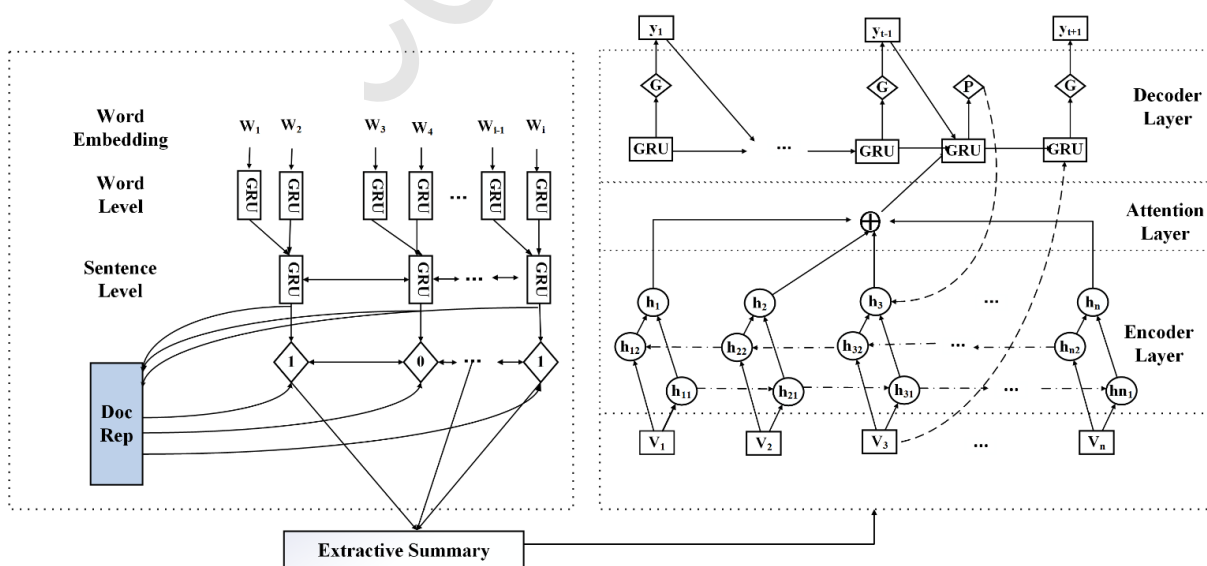 Word
Embedding
W1 W2 W3 W4 Wi-1 Wi
Word
Level
GRU GRU GRU GRU ... GRU GRU
Sentence
Level
GRU GRU ... GRU
1 0 ... 1
Doc
Rep
Extractive Summary
y1 yt-1 yt+1
G G P G
Decoder
Layer
GRU ... GRU GRU GRU
Attention
Layer
h1 h2 h3 ... hn
h12 h22 h32 ... hn2
Encoder
Layer
h11 h21 h31 ... hn1
V1 V2 V3 ... Vn